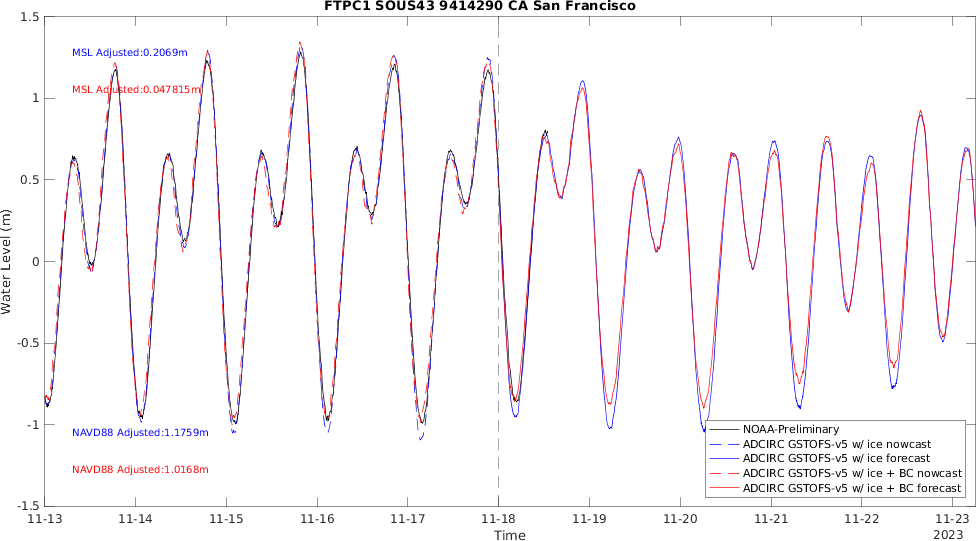 FTPC1 SOUS43 9414290 CA San Francisco
1.5
1
0.5
0
-0.5
-1
-1.5
Water Level (m)
MSL Adjusted:0.2069m
MSL Adjusted:0.047815m
NAVD88 Adjusted:1.1759m
NAVD88 Adjusted:1.0168m
NOAA-Preliminary
ADCIRC GSTOFS-v5 w/ ice nowcast
ADCIRC GSTOFS-v5 w/ ice forecast
ADCIRC GSTOFS-v5 w/ ice + BC nowcast
ADCIRC GSTOFS-v5 w/ ice + BC forecast
11-13 11-14 11-15 11-16 11-17 11-18 11-19 11-20 11-21 11-22 11-23
Time 2023